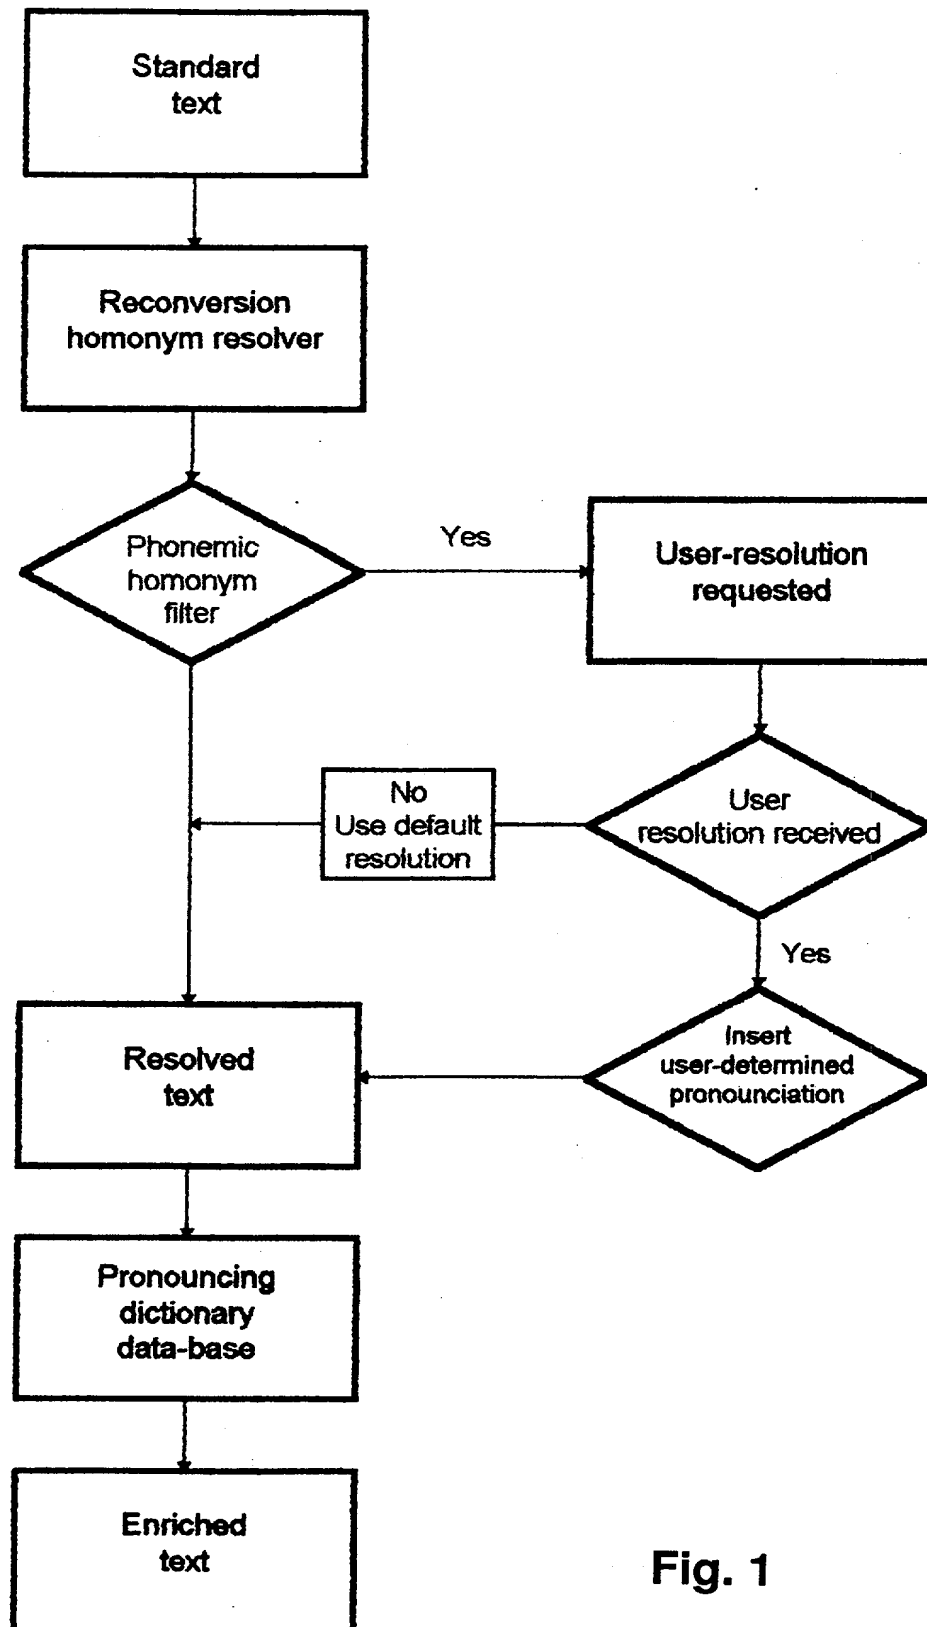 Standard
text
Reconversion
homonym resolver
Phonemic
homonym
filter
Yes
User-resolution
requested
No
Use default
resolution
User
resolution received
Yes
Insert
user-determined
pronounciation
Resolved
text
Pronouncing
dictionary
data-base
Enriched
text
Fig. 1